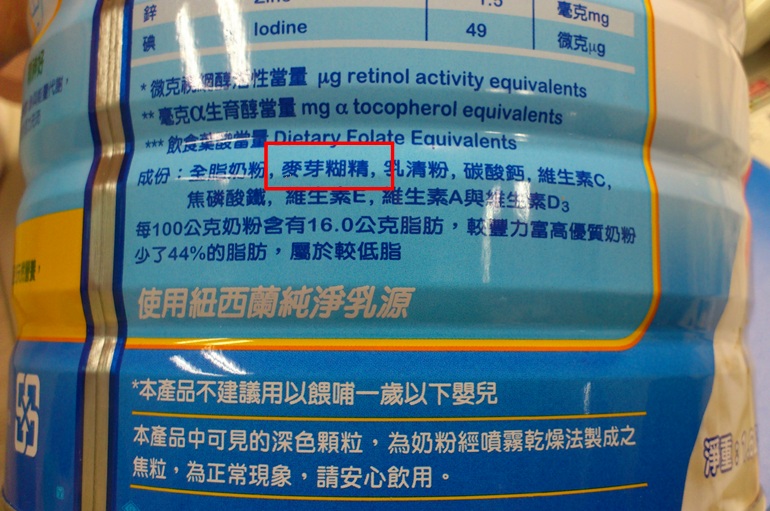 鋅 1.5 毫克mg
碘 Iodine 49 微克μg
*微克視網醇活性當量 μg retinol activity equivalents
**毫克α生育醇當量 mg α tocopherol equivalents
***飲食葉酸當量 Dietary Folate Equivalents
成份：全脂奶粉, 麥芽糊精, 乳清粉, 碳酸鈣, 維生素C,
焦磷酸鐵, 維生素E, 維生素A與維生素D3
每100公克奶粉含有16.0公克脂肪，較豐力富高優質奶粉
少了44%的脂肪，屬於較低脂
使用紐西蘭純淨乳源
*本產品不建議用以餵哺一歲以下嬰兒
本產品中可見的深色顆粒，為奶粉經噴霧乾燥法製成之
焦粒，為正常現象，請安心飲用。
淨重：